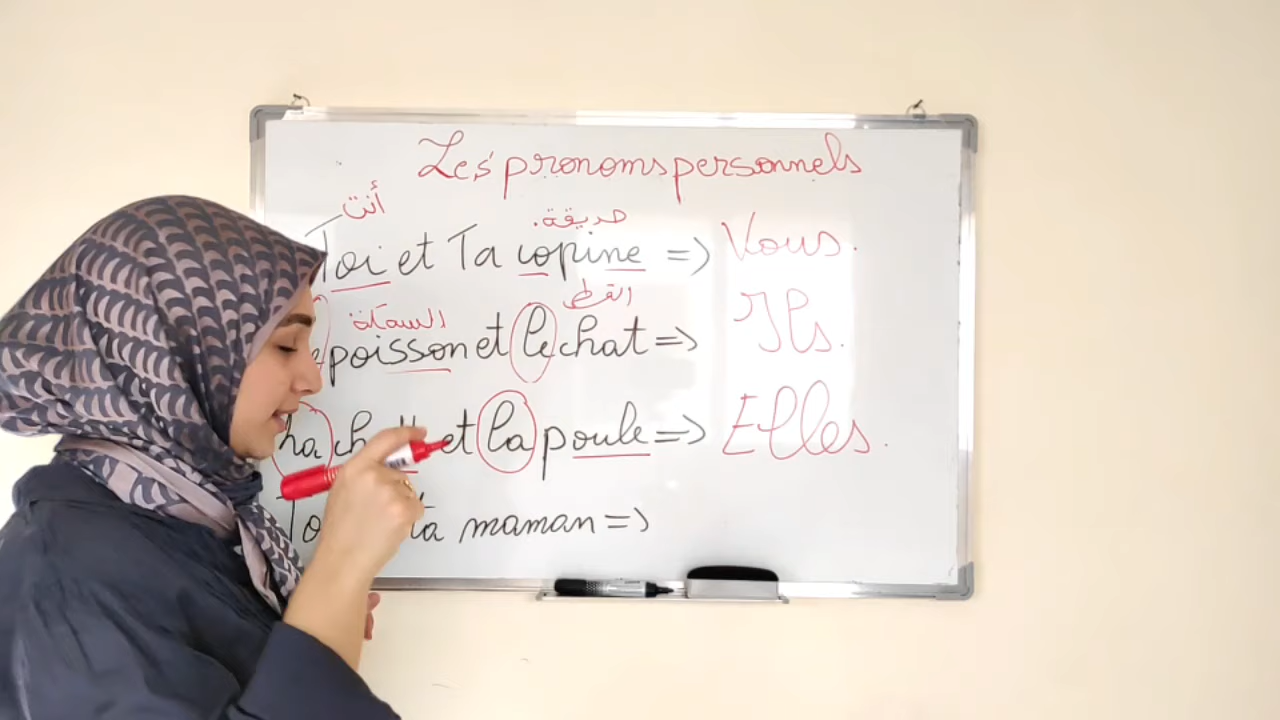 Les pronoms personnels
أنت
صديقة.
Toi et Ta copine => Vous.
السمكة
القط
poisson et le chat => Ils.
La et la poule => Elles.
ta maman =>